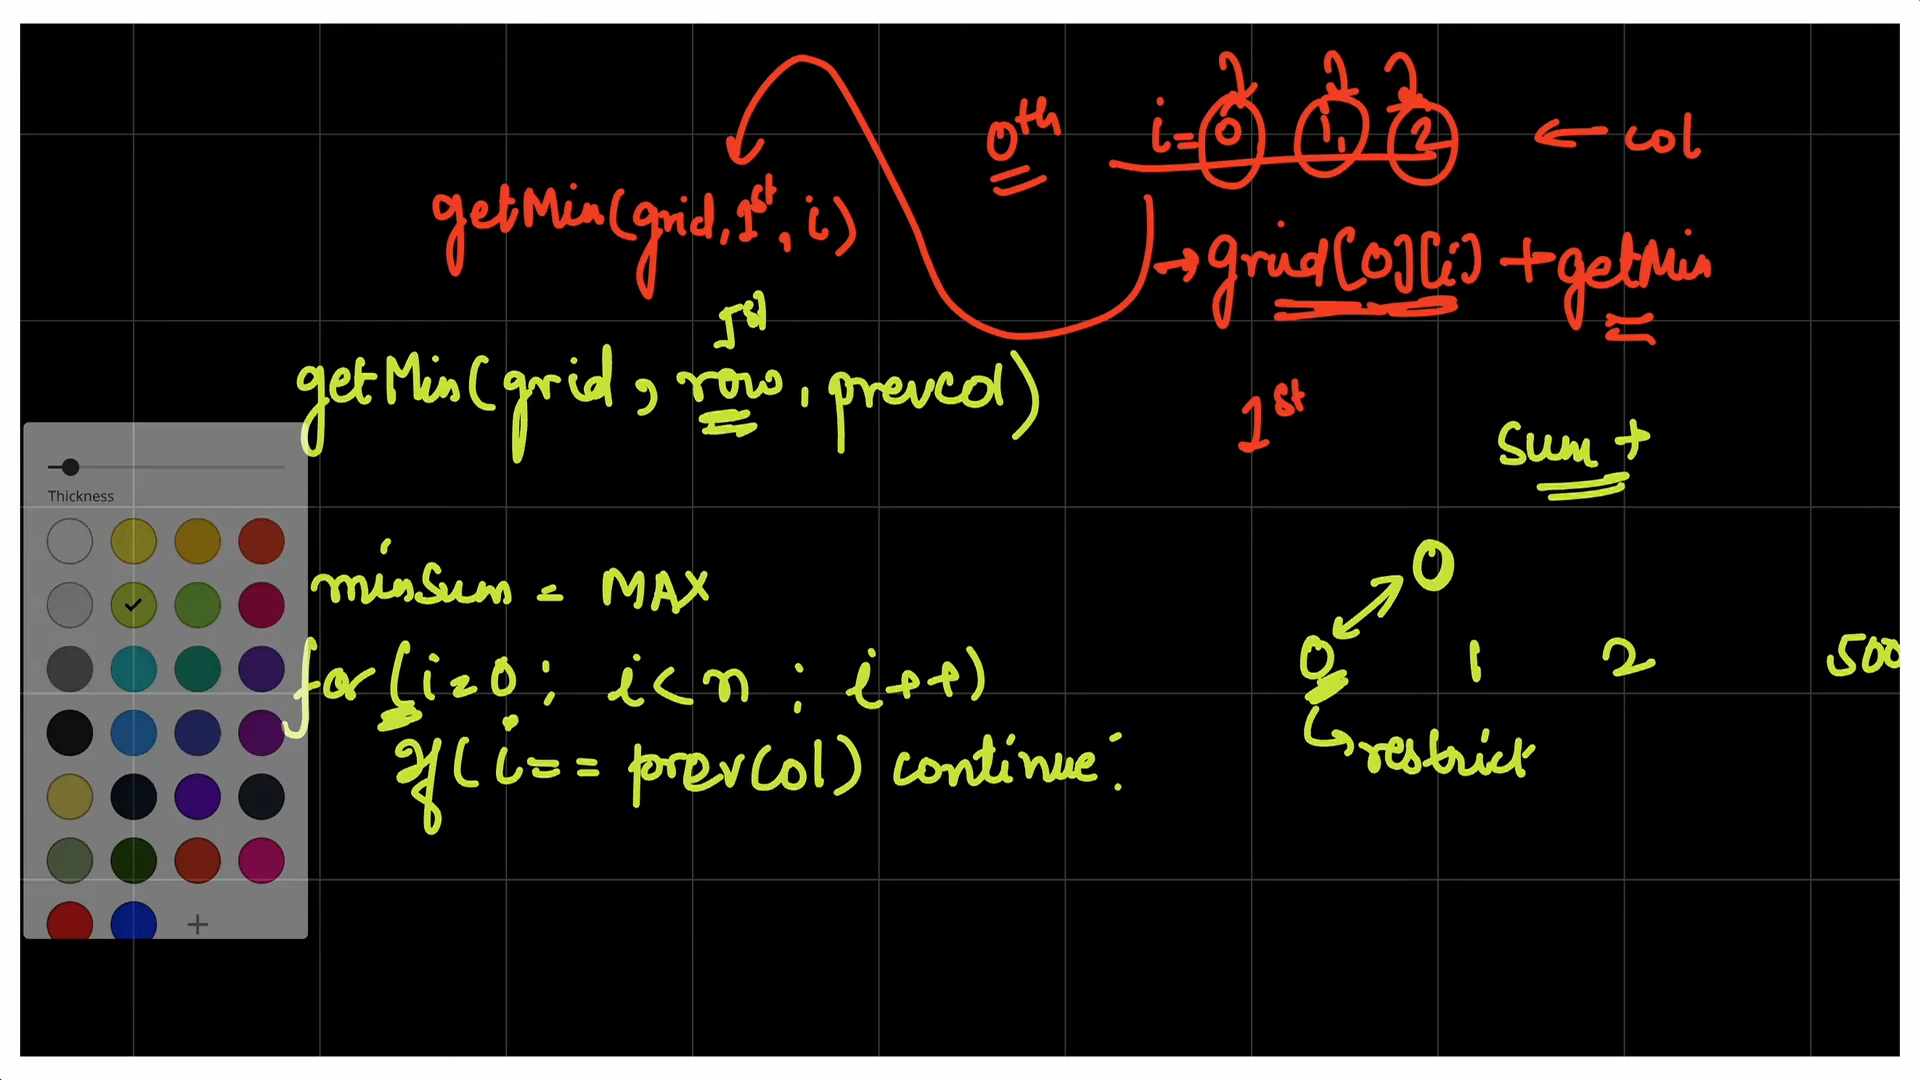 0th i=0 1, 2 ← col
getMin(grid, 1st, i)
→ grid[0][i] + getMin
1st
getMin(grid, row, prevcol)
1st
sum +
Thickness
minSum = MAX
0
for (i=0; i<n ; i++)
0 1 2 500
if (i== prevCol) continue:
↳ restrict